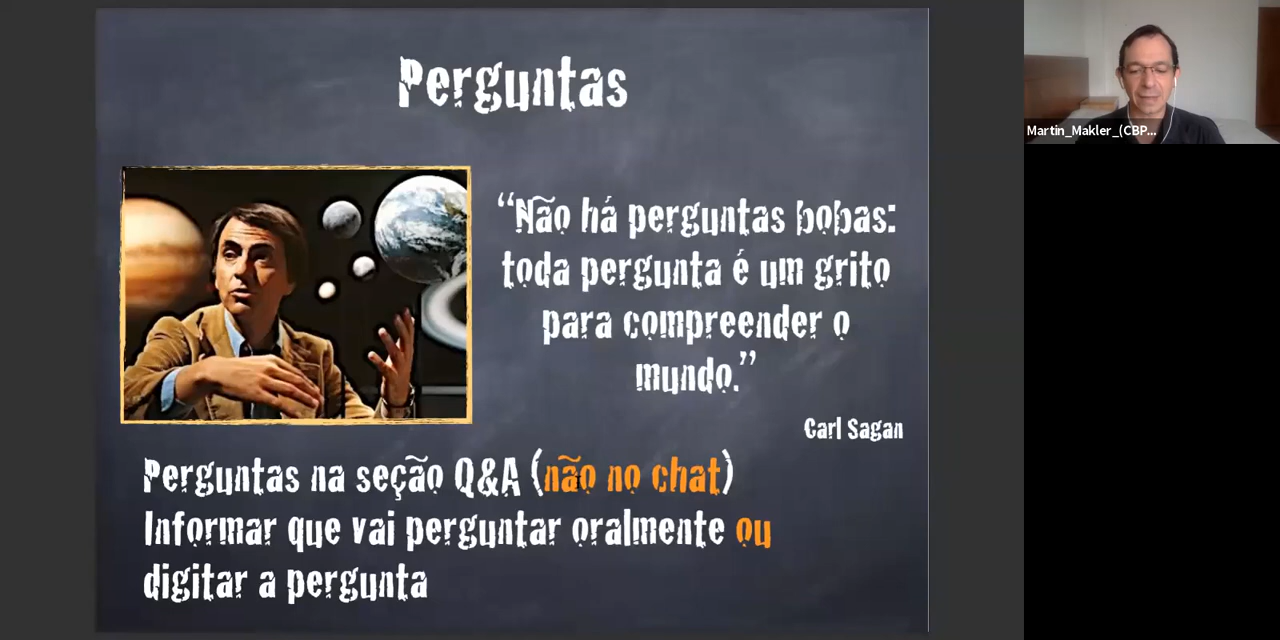 Perguntas
“Não há perguntas bobas:
toda pergunta é um grito
para compreender o
mundo.”
Carl Sagan
Perguntas na seção Q&A (não no chat)
Informar que vai perguntar oralmente ou
digitar a pergunta
Martin_Makler_(CBP...